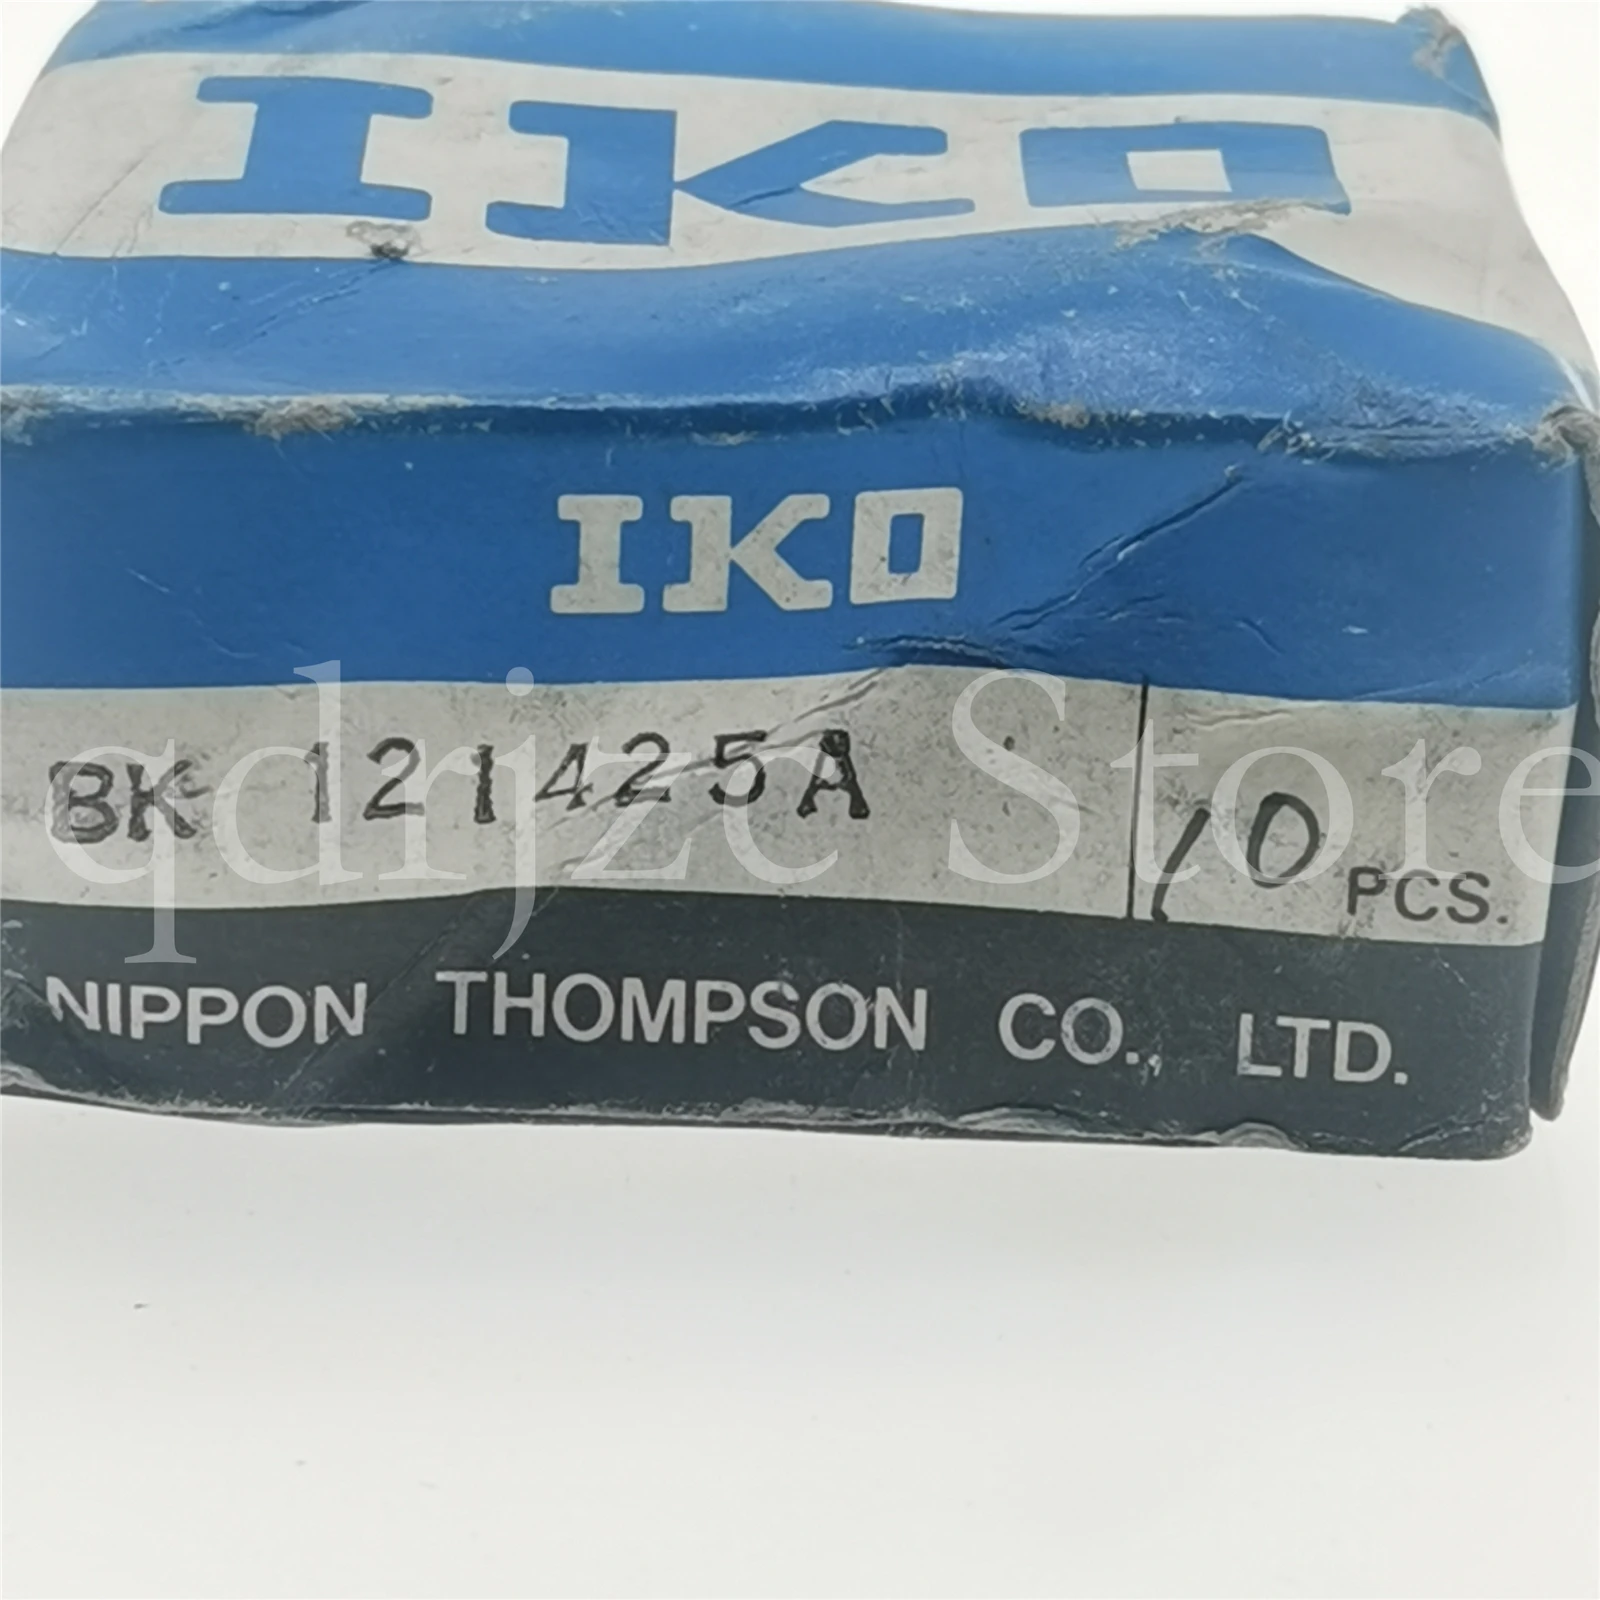 IKO
IKO
BK 121425A 10 PCS.
NIPPON THOMPSON CO., LTD.
qdrjzc Store